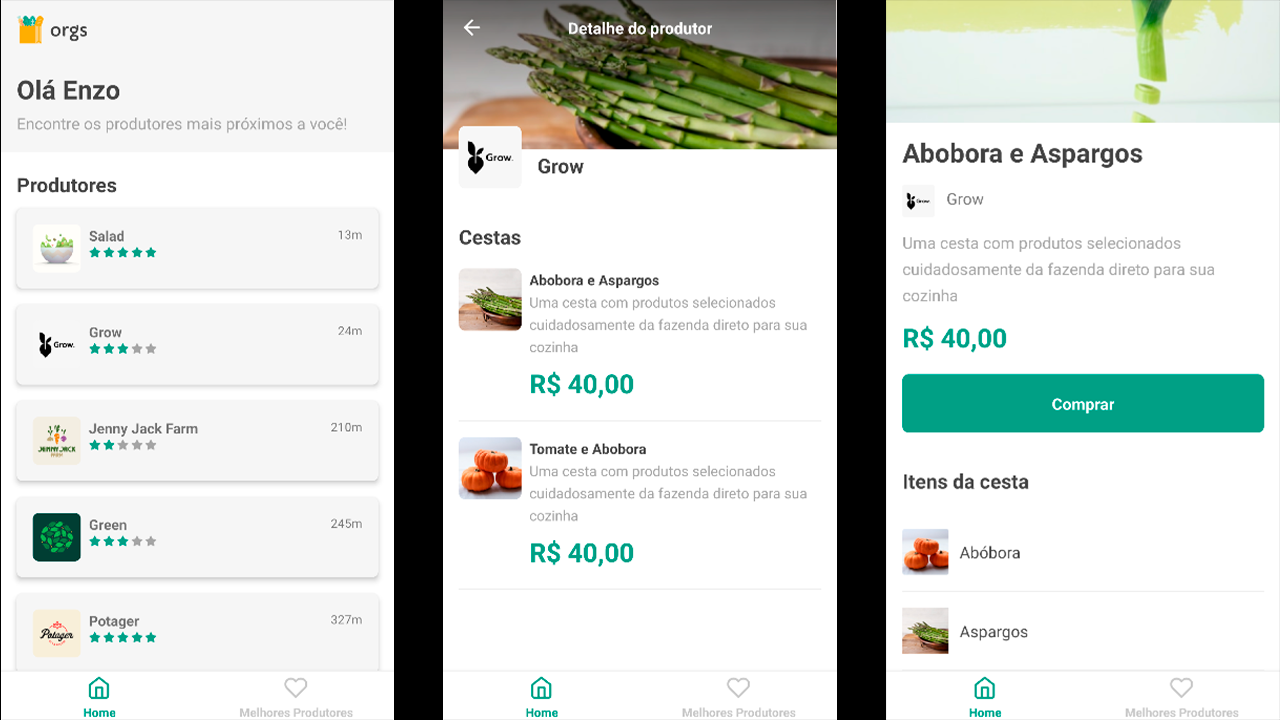 orgs
Olá Enzo
Encontre os produtores mais próximos a você!
Produtores
Salad
13m
Grow.
Grow
24m
JENNY JACK
FARM
Jenny Jack Farm
210m
Green
245m
Potager
Potager
327m
Home
Melhores Produtores
Detalhe do produtor
Grow.
Grow
Cestas
Abobora e Aspargos
Uma cesta com produtos selecionados
cuidadosamente da fazenda direto para sua
cozinha
R$ 40,00
Tomate e Abobora
Uma cesta com produtos selecionados
cuidadosamente da fazenda direto para sua
cozinha
R$ 40,00
Home
Melhores Produtores
Abobora e Aspargos
Grow.
Grow
Uma cesta com produtos selecionados
cuidadosamente da fazenda direto para sua
cozinha
R$ 40,00
Comprar
Itens da cesta
Abóbora
Aspargos
Home
Melhores Produtores